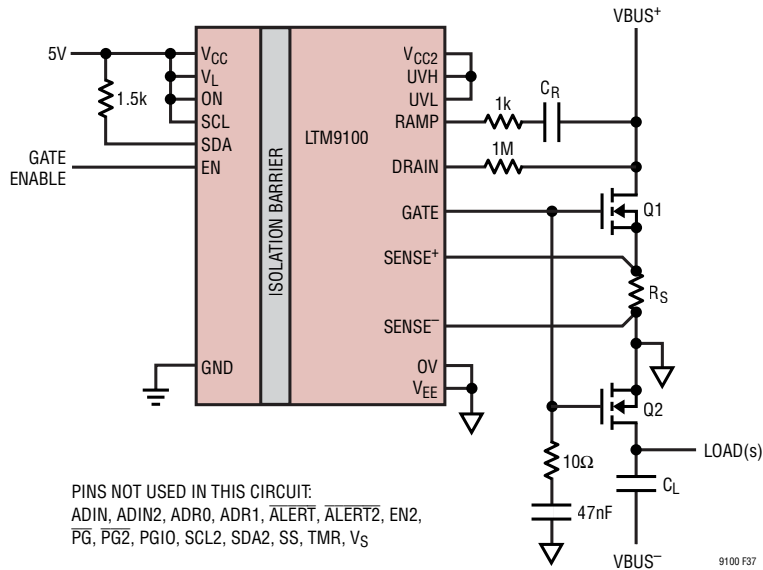 VBUS+
5V
VCC
VL
ON
SCL
SDA
EN
GND
1.5k
GATE
ENABLE
ISOLATION BARRIER
LTM9100
VCC2
UVH
UVL
RAMP
DRAIN
GATE
SENSE+
SENSE–
0V
VEE
1k
CR
1M
Q1
RS
Q2
LOAD(s)
10Ω
CL
47nF
VBUS–
PINS NOT USED IN THIS CIRCUIT:
ADIN, ADIN2, ADR0, ADR1, ALERT, ALERT2, EN2,
PG, PG2, PGIO, SCL2, SDA2, SS, TMR, VS
9100 F37